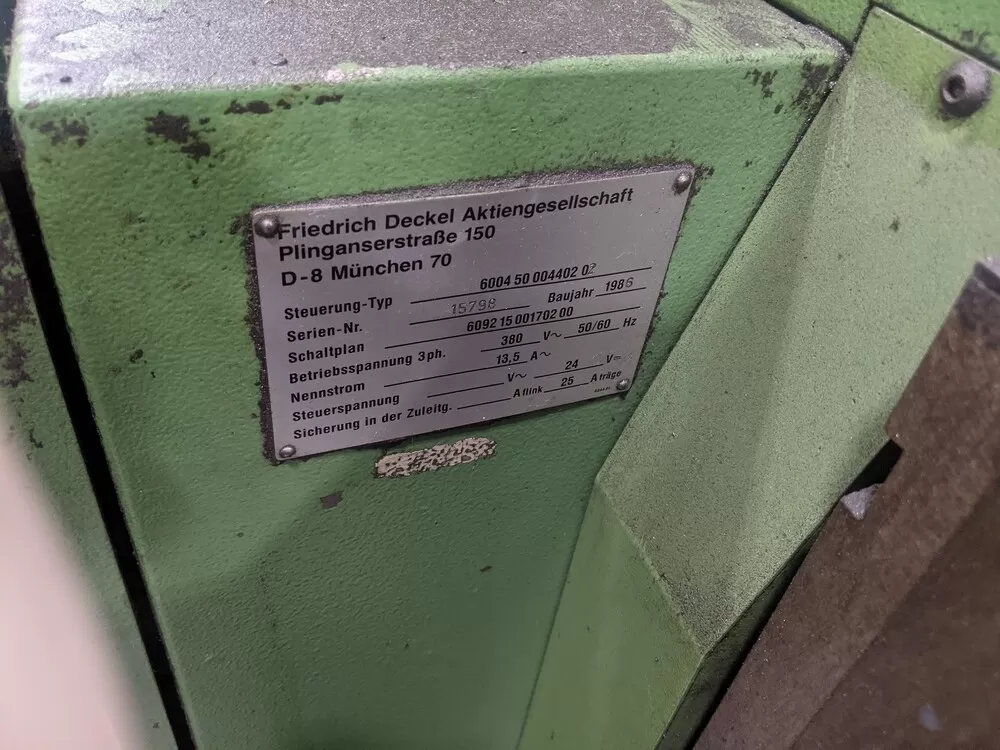 Friedrich Deckel Aktiengesellschaft
Plinganserstraße 150
D-8 München 70
Steuerung-Typ 6004 50 004402 02
Serien-Nr. 15798 Baujahr 1986
Schaltplan 6092 15 00170200
Betriebsspannung 3ph. 380 V~ 50/60 Hz
Nennstrom 13,5 A~
Steuerspannung V~ 24 V=
Sicherung in der Zuleitg. A flink 25 A träge